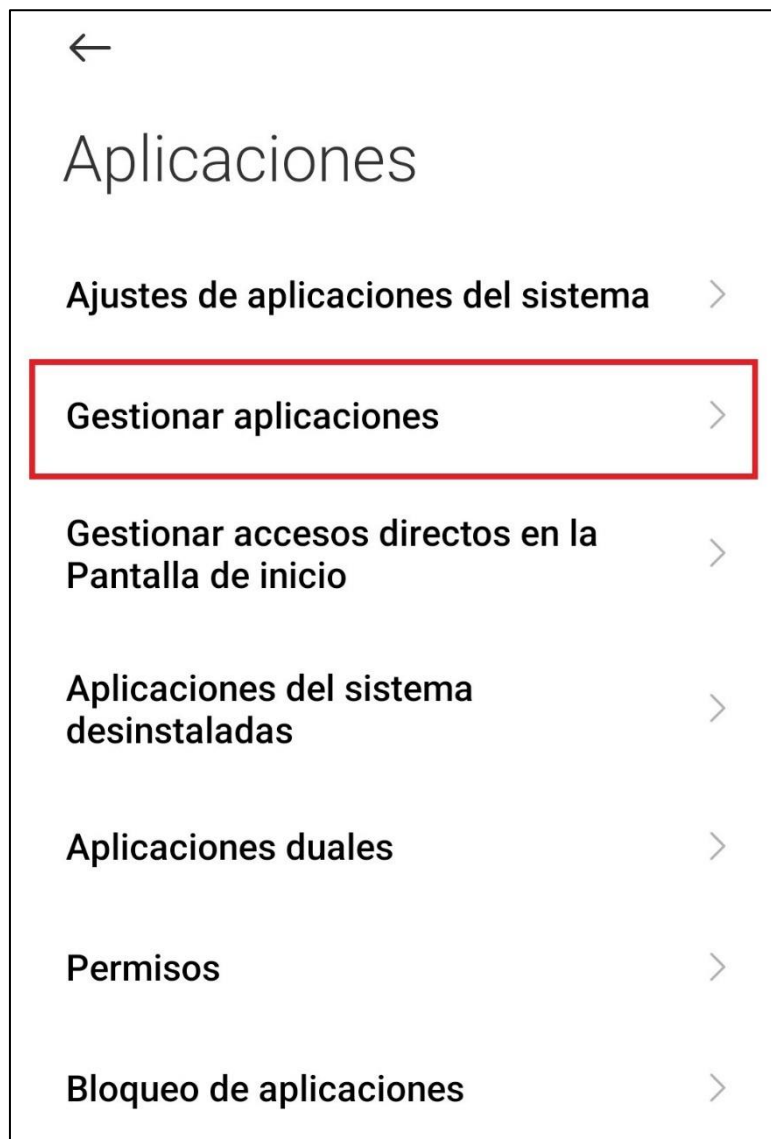 Aplicaciones
Ajustes de aplicaciones del sistema
Gestionar aplicaciones
Gestionar accesos directos en la
Pantalla de inicio
Aplicaciones del sistema
desinstaladas
Aplicaciones duales
Permisos
Bloqueo de aplicaciones